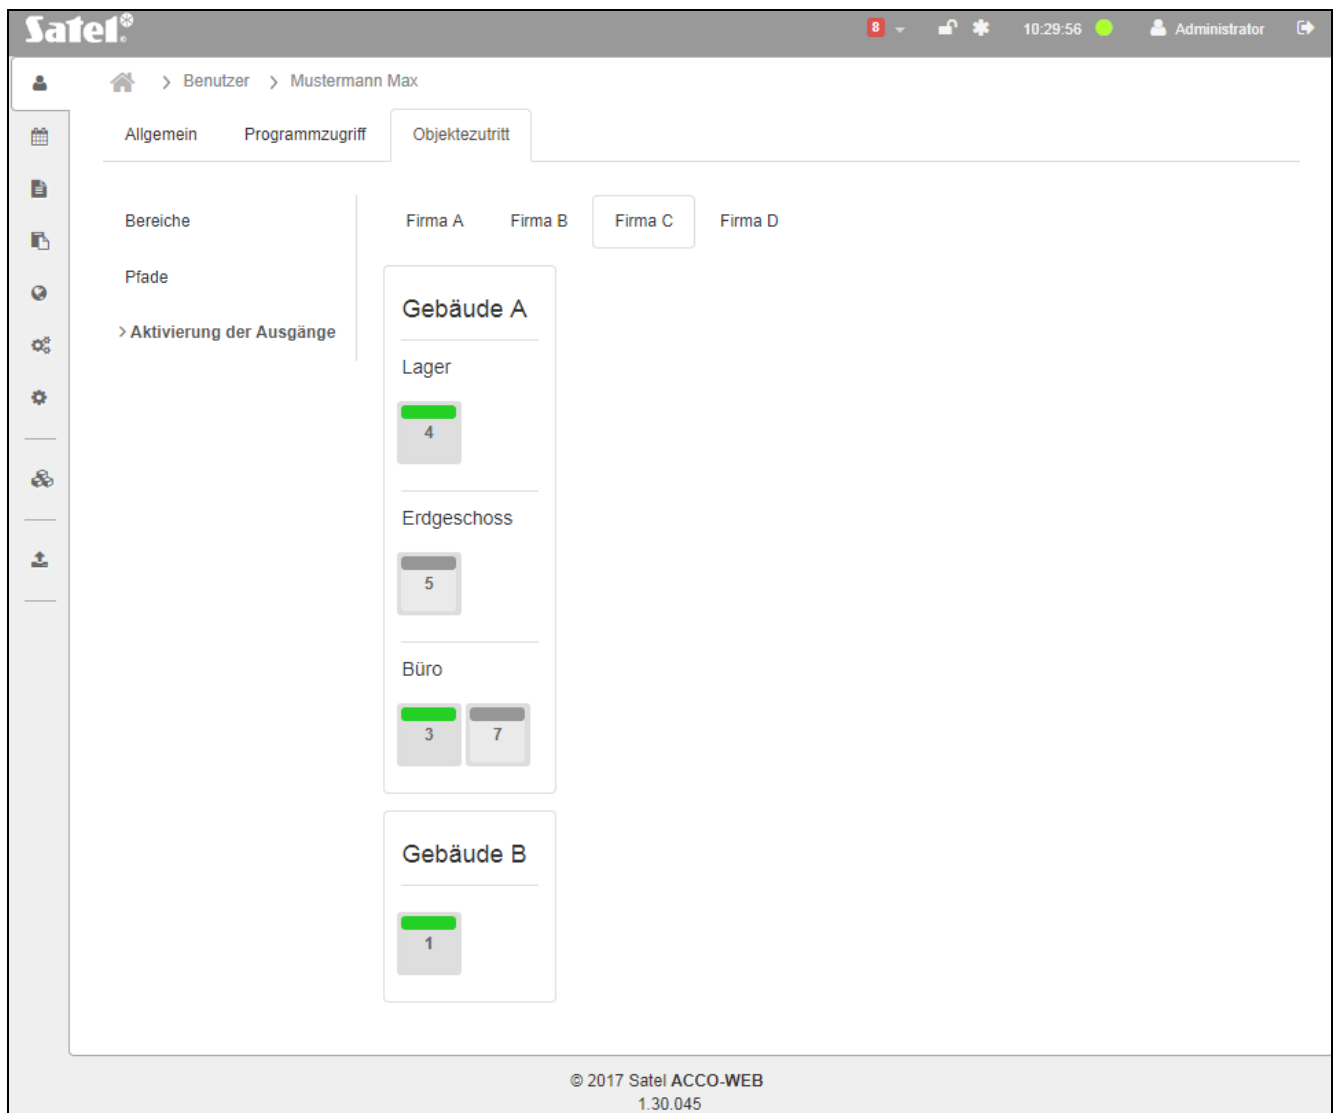 Satel®
8
10:29:56
Administrator
Benutzer
Mustermann Max
Allgemein
Programmzugriff
Objektezutritt
Bereiche
Pfade
Aktivierung der Ausgänge
Firma A
Firma B
Firma C
Firma D
Gebäude A
Lager
4
Erdgeschoss
5
Büro
3
7
Gebäude B
1
© 2017 Satel ACCO-WEB
1.30.045